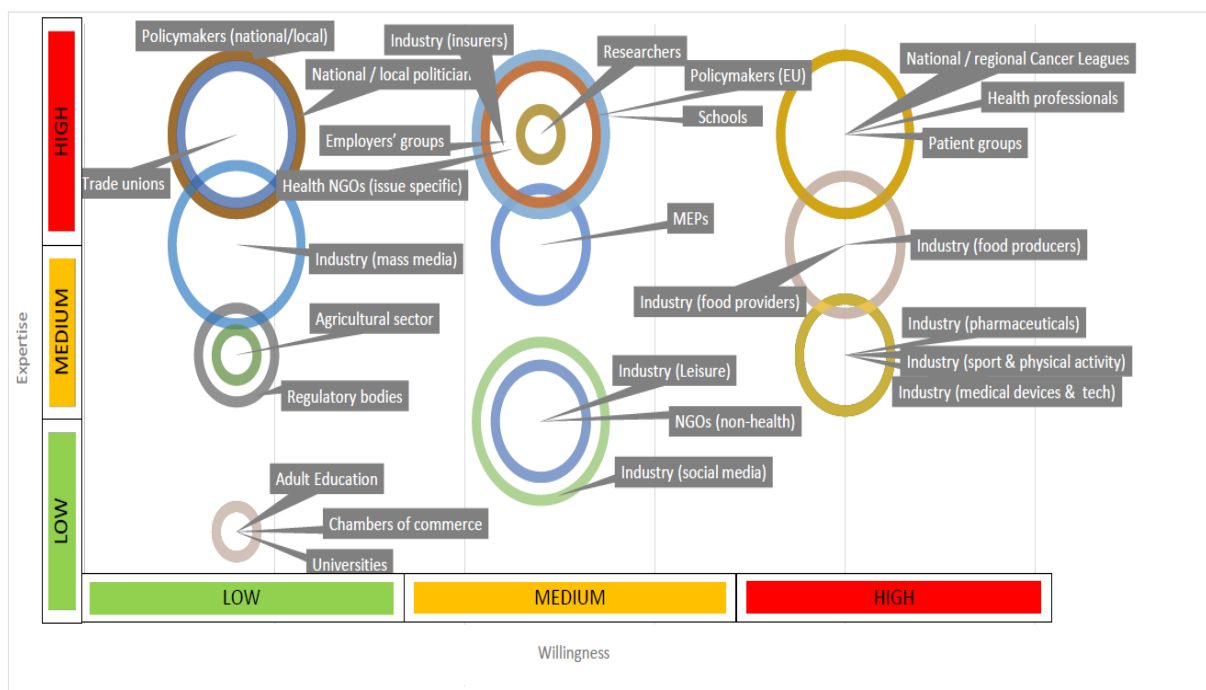 Policymakers (national/local)
Industry (insurers)
Researchers
National / regional Cancer Leagues
National / local politician
Policymakers (EU)
Health professionals
Schools
Employers' groups
Patient groups
Trade unions
Health NGOs (issue specific)
MEPs
Industry (food producers)
Industry (mass media)
Industry (food providers)
Agricultural sector
Industry (pharmaceuticals)
Industry (sport & physical activity)
Industry (Leisure)
Regulatory bodies
Industry (medical devices & tech)
NGOs (non-health)
Industry (social media)
Adult Education
Chambers of commerce
Universities
HIGH
MEDIUM
LOW
Expertise
LOW
MEDIUM
HIGH
Willingness